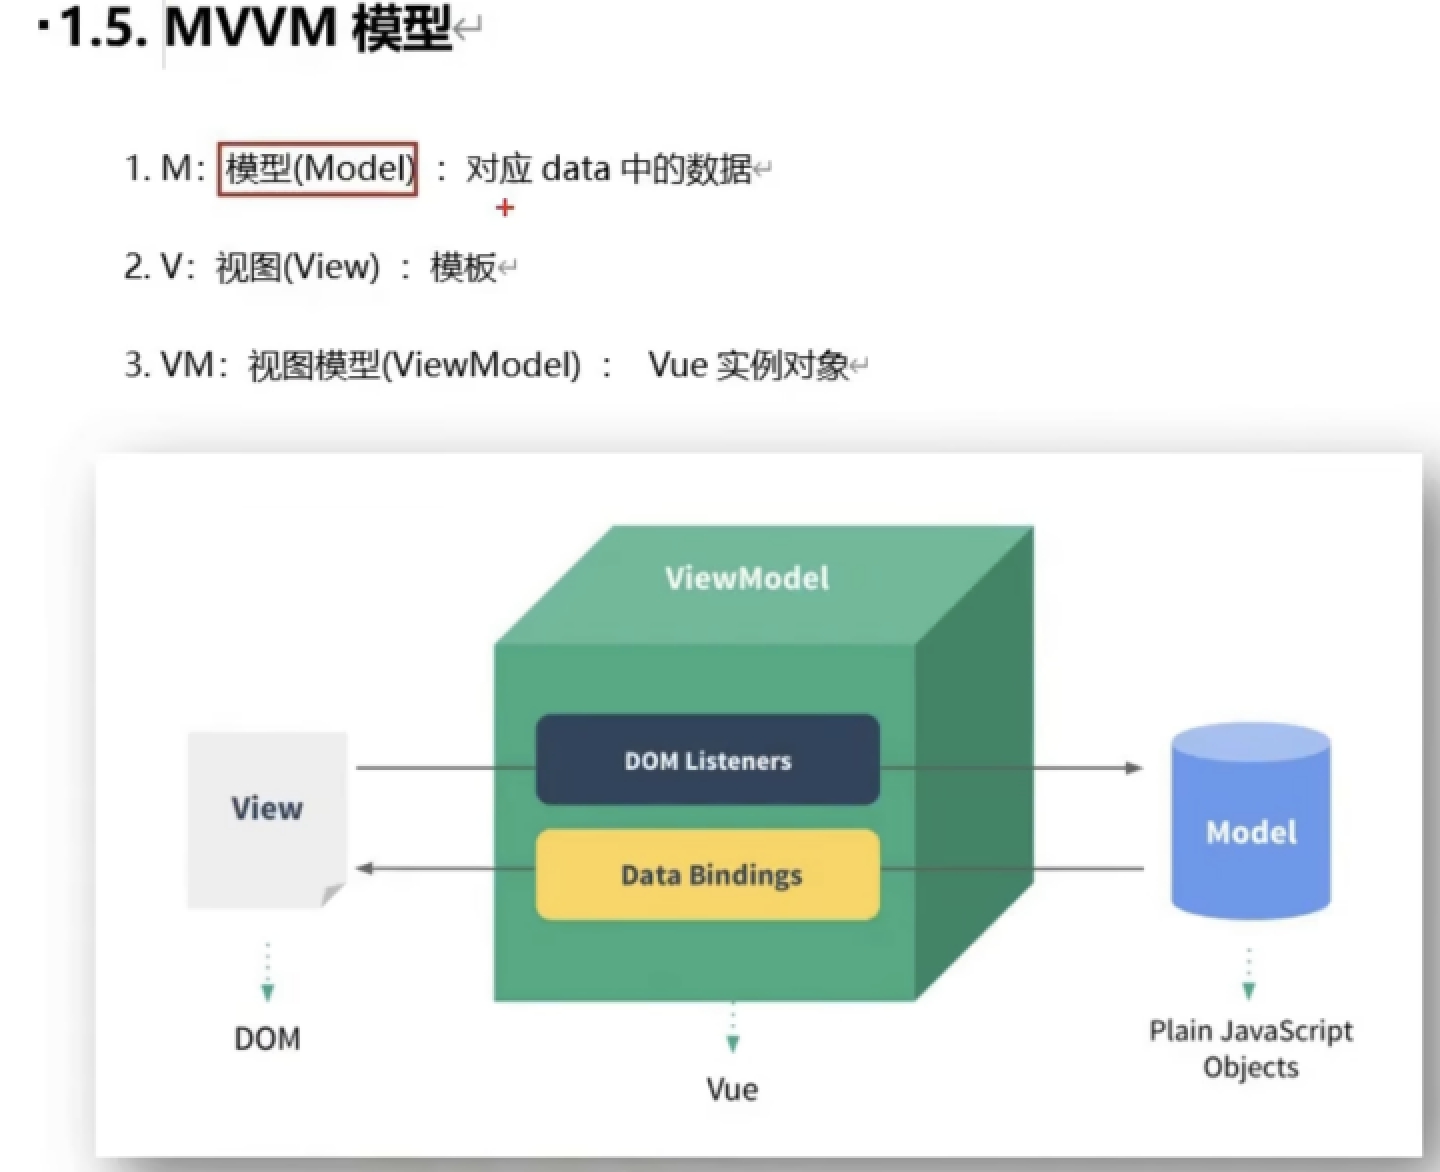 ·1.5. MVVM 模型↵
1. M：模型(Model) ：对应 data 中的数据↵
2. V：视图(View) ：模板↵
3. VM：视图模型(ViewModel) ： Vue 实例对象↵
ViewModel
DOM Listeners
View
Model
Data Bindings
DOM
Vue
Plain JavaScript
Objects